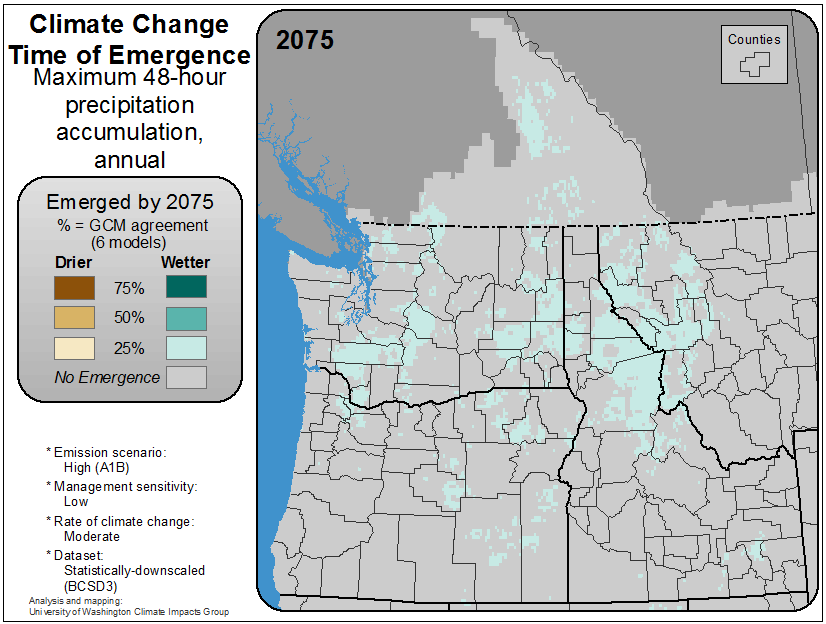 Climate Change
Time of Emergence
Maximum 48-hour
precipitation
accumulation,
annual
Emerged by 2075
% = GCM agreement
(6 models)
Drier Wetter
75%
50%
25%
No Emergence
* Emission scenario:
High (A1B)
* Management sensitivity:
Low
* Rate of climate change:
Moderate
* Dataset:
Statistically-downscaled
(BCSD3)
Analysis and mapping:
University of Washington Climate Impacts Group
2075
Counties